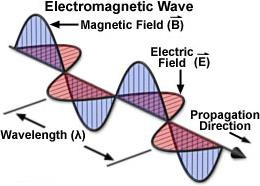 Electromagnetic Wave
Magnetic Field (B⃗)
Electric
Field (E⃗)
Propagation
Direction
Wavelength (λ)